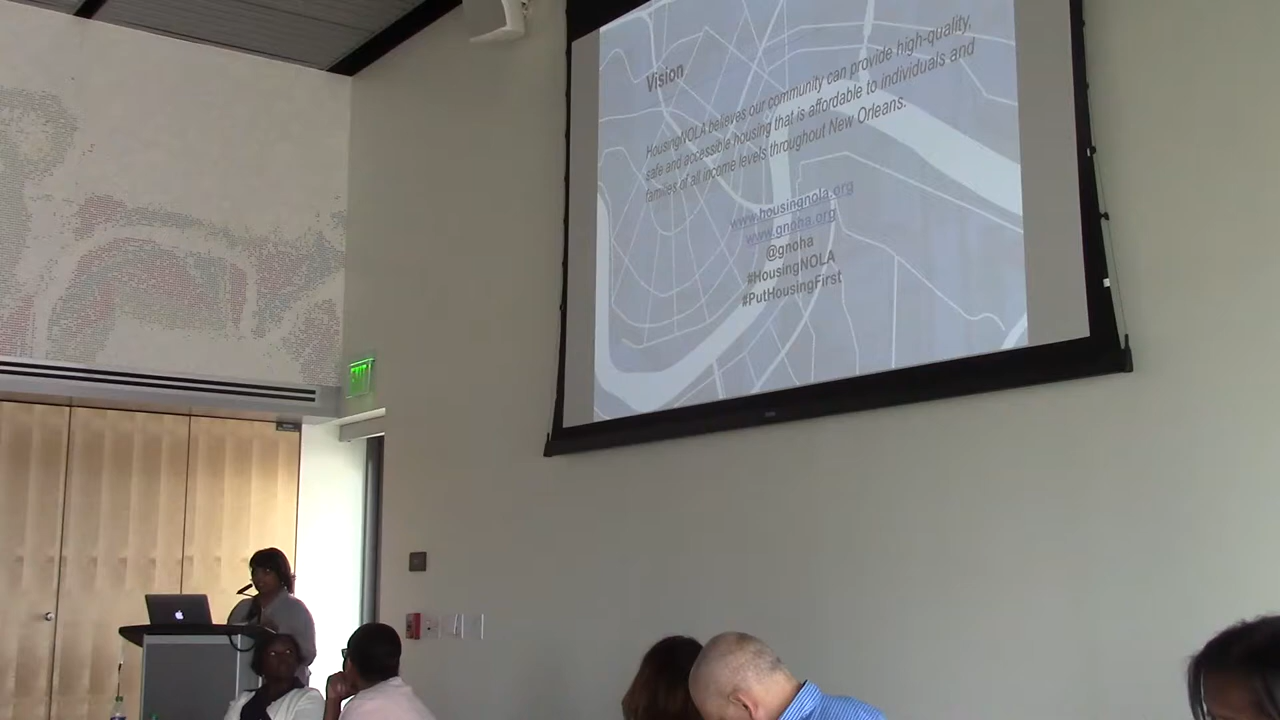 Vision
HousingNOLA believes our community can provide high-quality,
safe and accessible housing that is affordable to individuals and
families of all income levels throughout New Orleans.
www.housingnola.org
www.gnoha.org
@gnoha
#HousingNOLA
#PutHousingFirst
EXIT